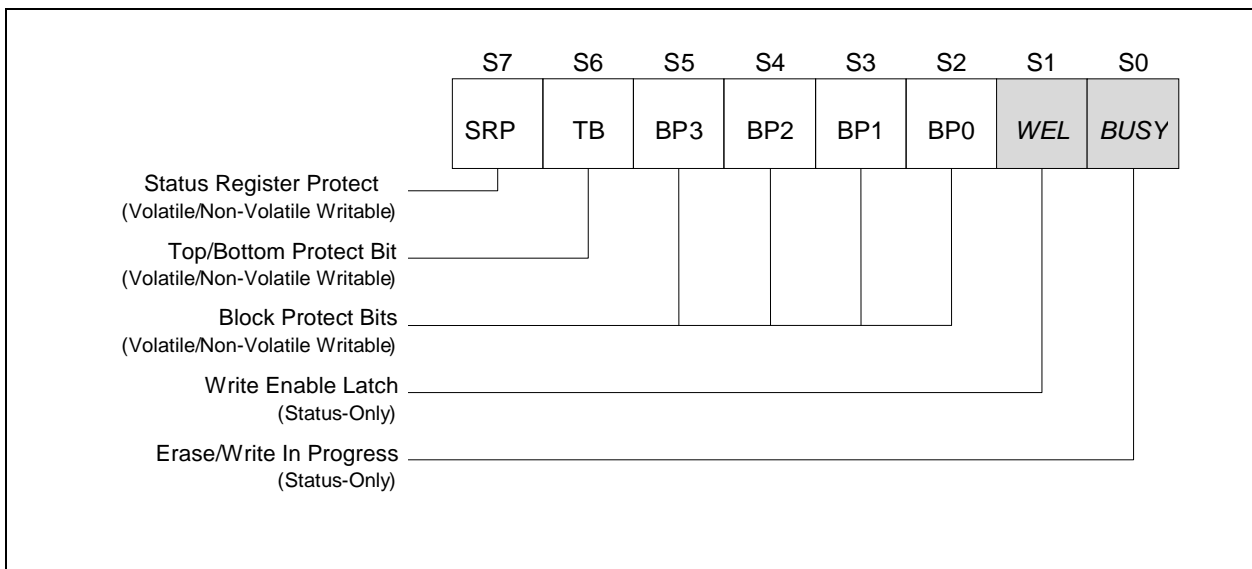 S7 S6 S5 S4 S3 S2 S1 S0
SRP TB BP3 BP2 BP1 BP0 WEL BUSY
Status Register Protect
(Volatile/Non-Volatile Writable)
Top/Bottom Protect Bit
(Volatile/Non-Volatile Writable)
Block Protect Bits
(Volatile/Non-Volatile Writable)
Write Enable Latch
(Status-Only)
Erase/Write In Progress
(Status-Only)